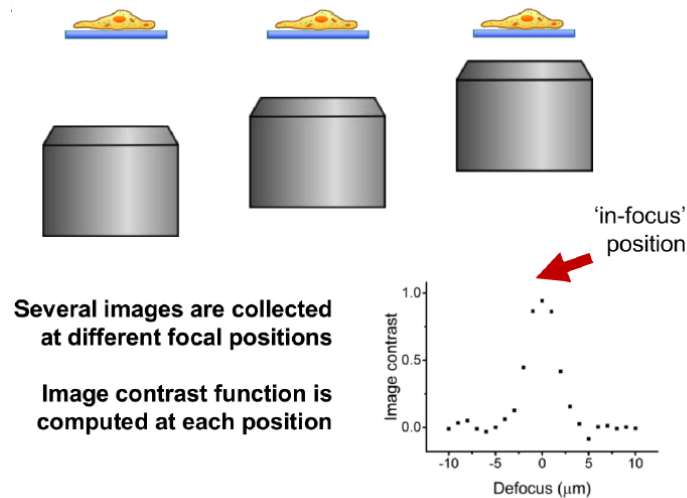 'in-focus'
position
Several images are collected
at different focal positions
Image contrast function is
computed at each position
Image contrast
1.0
0.5
0.0
-10
-5
0
5
10
Defocus (μm)